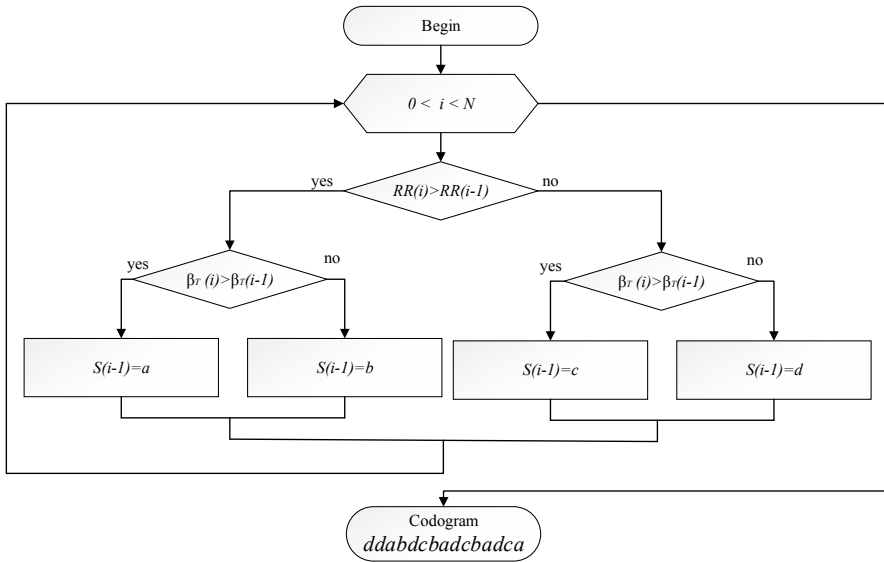 Begin
0 < i < N
yes
RR(i)>RR(i-1)
no
yes
βT (i)>βT(i-1)
no
yes
βT (i)>βT(i-1)
no
S(i-1)=a
S(i-1)=b
S(i-1)=c
S(i-1)=d
Codogram
ddabdcbadcbadca